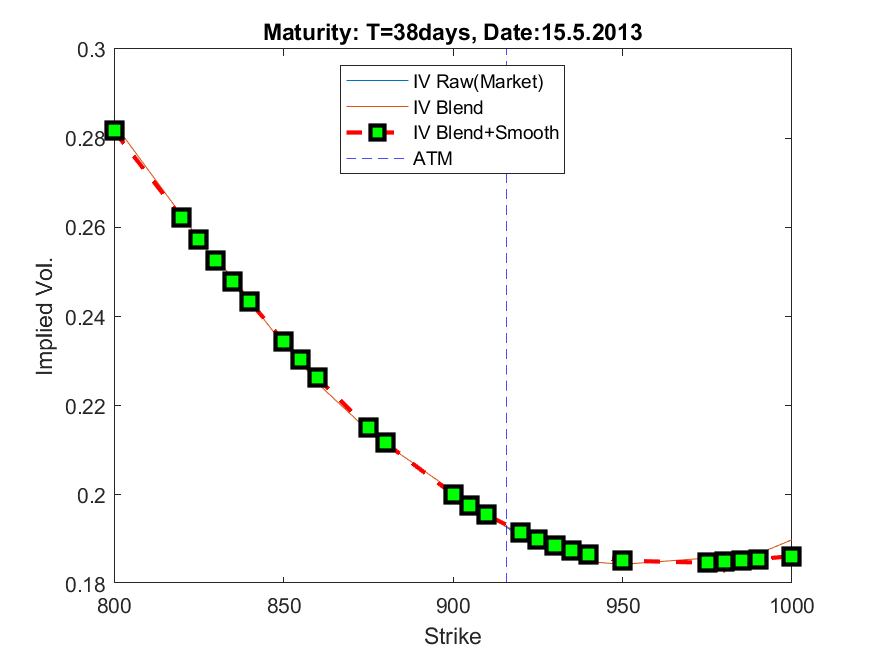 Maturity: T=38days, Date:15.5.2013
0.3
IV Raw(Market)
IV Blend
0.28
IV Blend+Smooth
ATM
0.26
0.24
Implied Vol.
0.22
0.2
0.18
800
850
900
950
1000
Strike